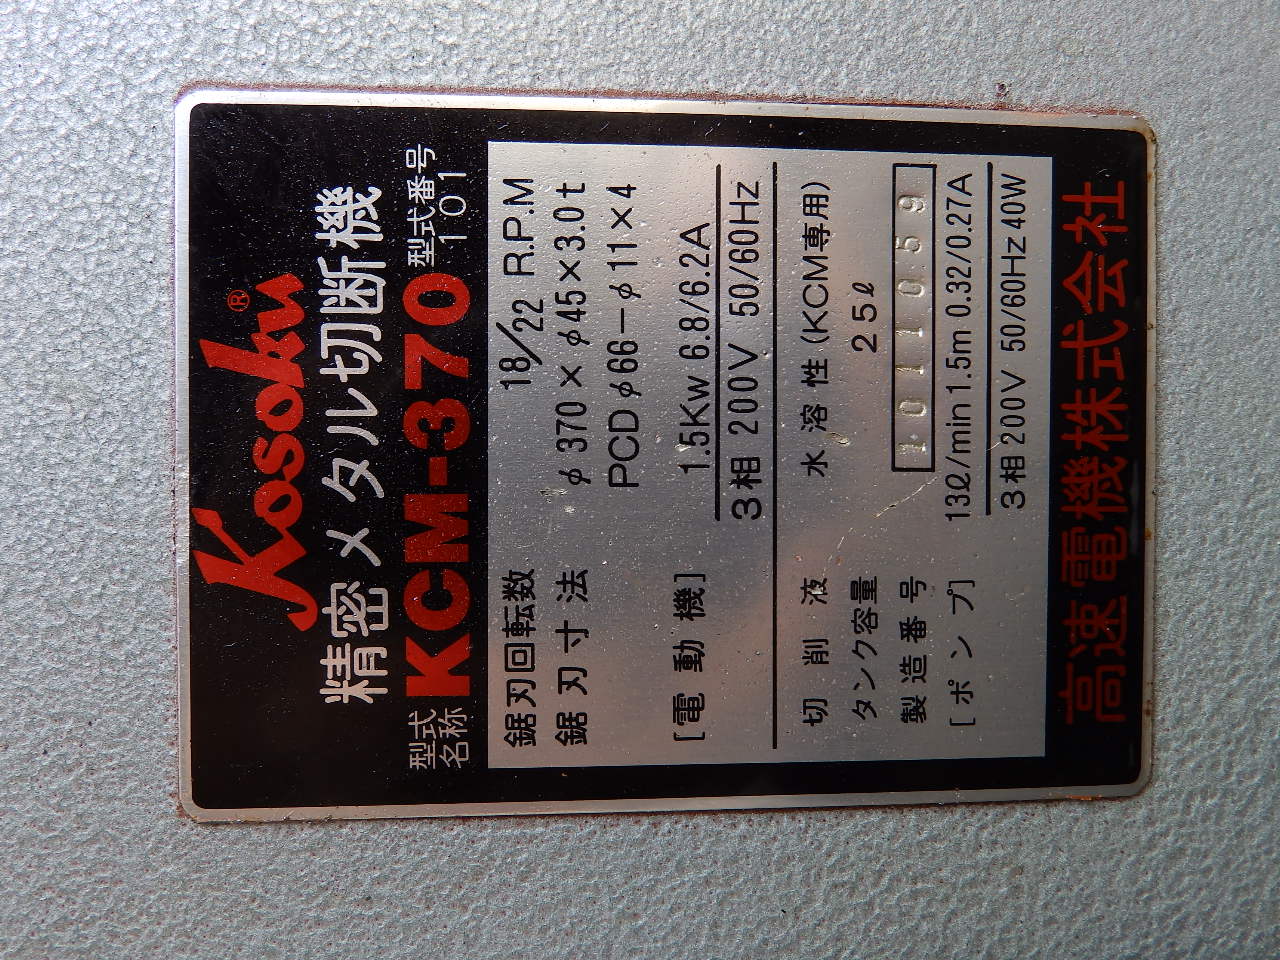 Kosoku®
精密メタル切断機
型式名称 KCM-370 型式番号 101
鋸刃回転数 18/22 R.P.M
鋸刃寸法 φ370×φ45×3.0t
PCDφ66−φ11×4
[電動機] 1.5Kw 6.8/6.2A
3相 200V 50/60Hz
切削液 水溶性(KCM専用)
タンク容量 25ℓ
製造番号 1011059
[ポンプ] 13ℓ/min 1.5m 0.32/0.27A
3相200V 50/60Hz 40W
高速電機株式会社